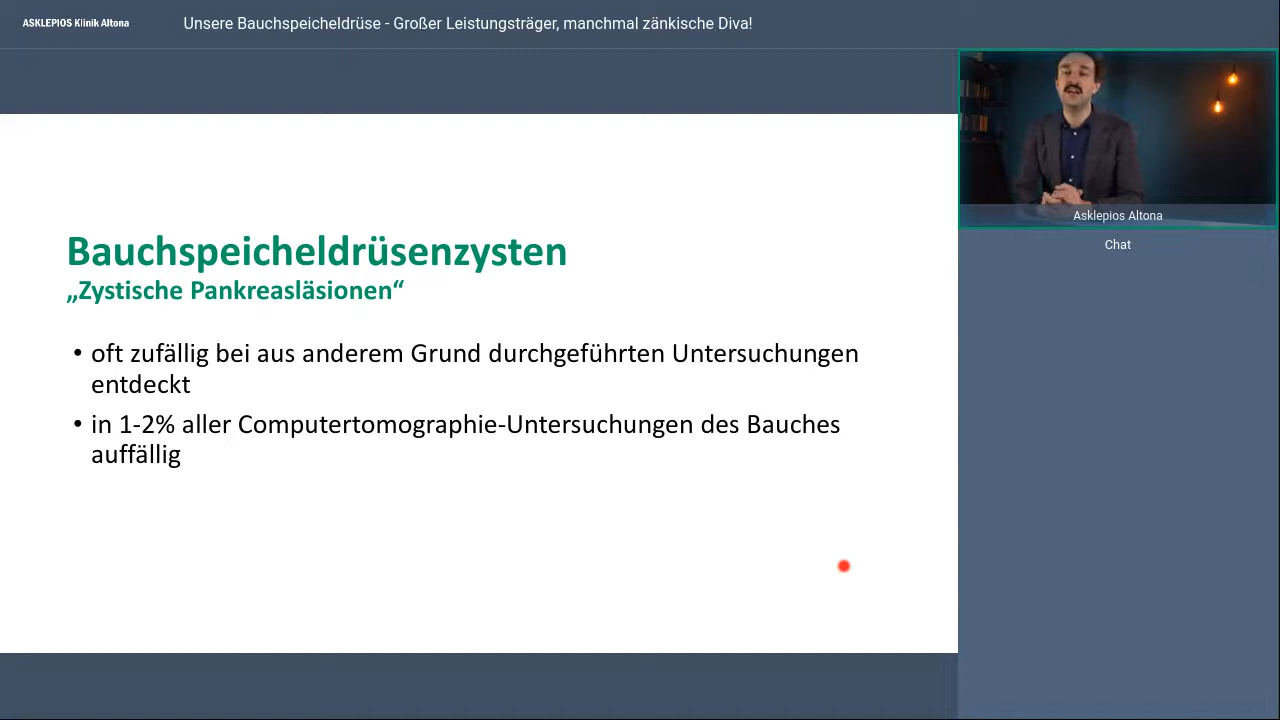 ASKLEPIOS Klinik Altona
Unsere Bauchspeicheldrüse - Großer Leistungsträger, manchmal zänkische Diva!
Asklepios Altona
Chat
Bauchspeicheldrüsenzysten
„Zystische Pankreasläsionen“
• oft zufällig bei aus anderem Grund durchgeführten Untersuchungen
entdeckt
• in 1-2% aller Computertomographie-Untersuchungen des Bauches
auffällig